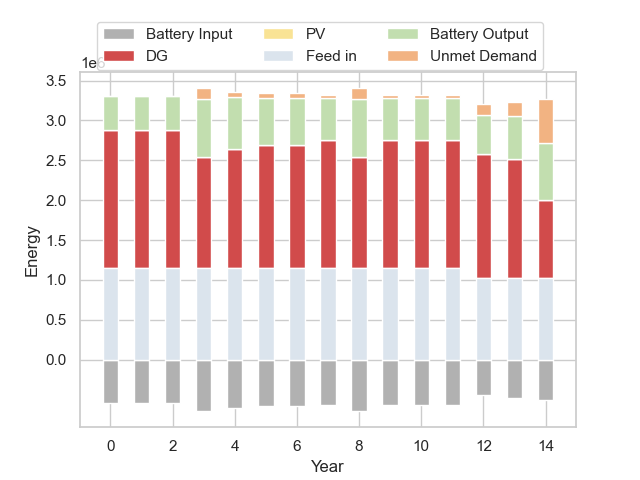 Battery Input PV Battery Output
DG Feed in Unmet Demand
1e6
3.5
3.0
2.5
2.0
1.5
1.0
0.5
0.0
Energy
0 2 4 6 8 10 12 14
Year